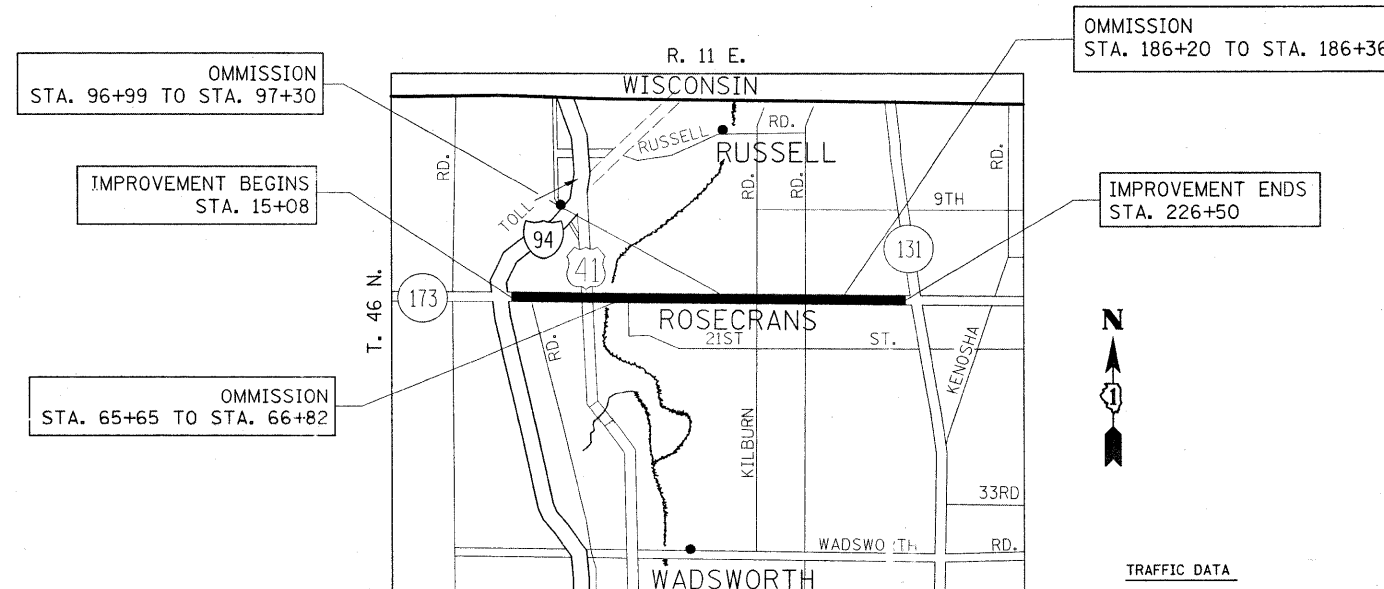 OMMISSION
STA. 186+20 TO STA. 186+36
R. 11 E.
OMMISSION
STA. 96+99 TO STA. 97+30
WISCONSIN
RD.
RUSSELL
RD.
RUSSELL
RD.
RD.
RD.
RD.
IMPROVEMENT BEGINS
STA. 15+08
IMPROVEMENT ENDS
STA. 226+50
9TH
TOLL
94
41
131
T. 46 N.
173
ROSECRANS
21ST ST.
RD.
KENOSHA
N
1
OMMISSION
STA. 65+65 TO STA. 66+82
KILBURN
33RD
WADSWORTH RD.
WADSWORTH
TRAFFIC DATA